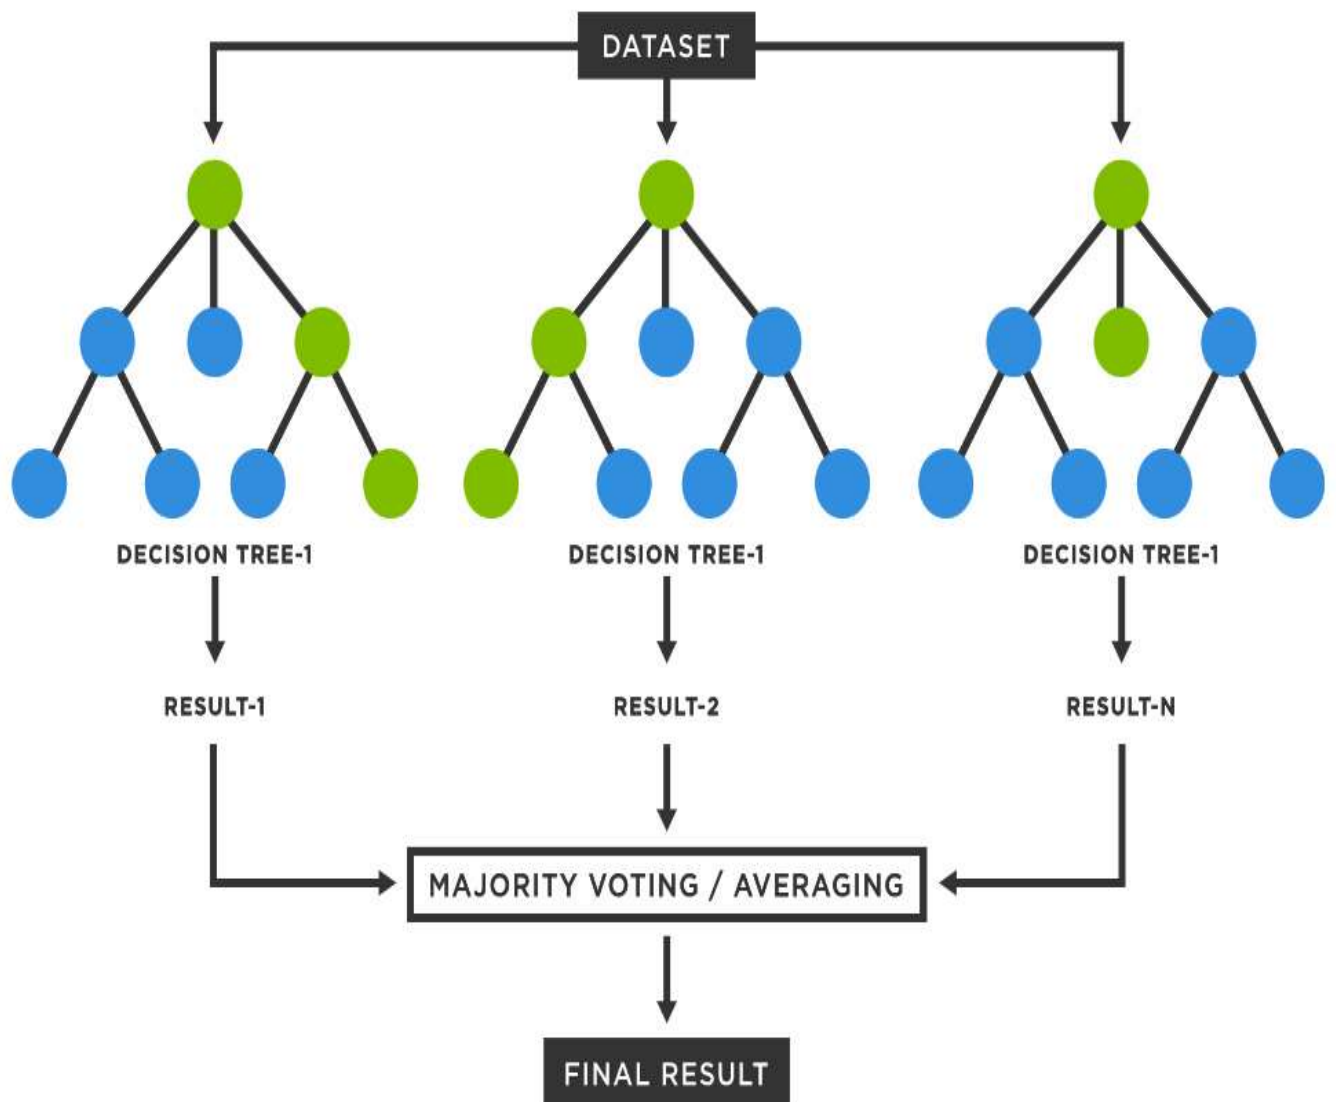 DATASET
DECISION TREE-1
DECISION TREE-1
DECISION TREE-1
RESULT-1
RESULT-2
RESULT-N
MAJORITY VOTING / AVERAGING
FINAL RESULT